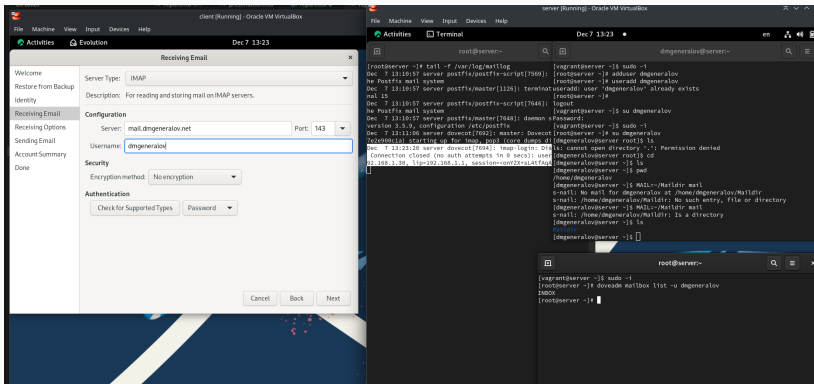 client [Running] - Oracle VM VirtualBox
File Machine View Input Devices Help
Activities Evolution Dec 7 13:23
Receiving Email
Welcome
Restore from Backup
Identity
Receiving Email
Receiving Options
Sending Email
Account Summary
Done
Server Type: IMAP
Description: For reading and storing mail on IMAP servers.
Configuration
Server: mail.dmgeneralov.net Port: 143
Username: dmgeneralov
Security
Encryption method: No encryption
Authentication
Check for Supported Types Password
Cancel Back Next
server [Running] - Oracle VM VirtualBox
File Machine View Input Devices Help
Activities Terminal Dec 7 13:23 en
root@server:~
[root@server ~]# tail -f /var/log/maillog
Dec 7 13:10:57 server postfix/postfix-script[7569]:
he Postfix mail system
Dec 7 13:10:57 server postfix/master[1126]: terminat
nal 15
Dec 7 13:10:57 server postfix/postfix-script[7646]:
he Postfix mail system
Dec 7 13:10:57 server postfix/master[7648]: daemon s
version 3.5.9, configuration /etc/postfix
Dec 7 13:11:06 server dovecot[7692]: master: Dovecot
7e2e900c1a) starting up for imap, pop3 (core dumps di
Dec 7 13:23:20 server dovecot[7694]: imap-login: Dis
Connection closed (no auth attempts in 0 secs): user
92.168.1.30, lip=192.168.1.1,
dmgeneralov@server:~
[vagrant@server ~]$ sudo -i
[root@server ~]# adduser dmgeneralov
[root@server ~]# useradd dmgeneralov
useradd: user 'dmgeneralov' already exists
[root@server ~]#
logout
[vagrant@server ~]$ su dmgeneralov
Password:
[vagrant@server ~]$ sudo -i
[root@server ~]# su dmgeneralov
[dmgeneralov@server root]$ ls
ls: cannot open directory '.': Permission denied
[dmgeneralov@server root]$ cd
[dmgeneralov@server ~]$ ls
[dmgeneralov@server ~]$ pwd
/home/dmgeneralov
[dmgeneralov@server ~]$ MAIL=~/Maildir mail
s-nail: No mail for dmgeneralov at /home/dmgeneralov/Maildir
s-nail: /home/dmgeneralov/Maildir: No such entry, file or directory
[dmgeneralov@server ~]$ MAIL=~/Maildir mail
s-nail: /home/dmgeneralov/Maildir: Is a directory
[dmgeneralov@server ~]$ ls
Maildir
[dmgeneralov@server ~]$
root@server:~
[vagrant@server ~]$ sudo -i
[root@server ~]# doveadm mailbox list -u dmgeneralov
INBOX
[root@server ~]#